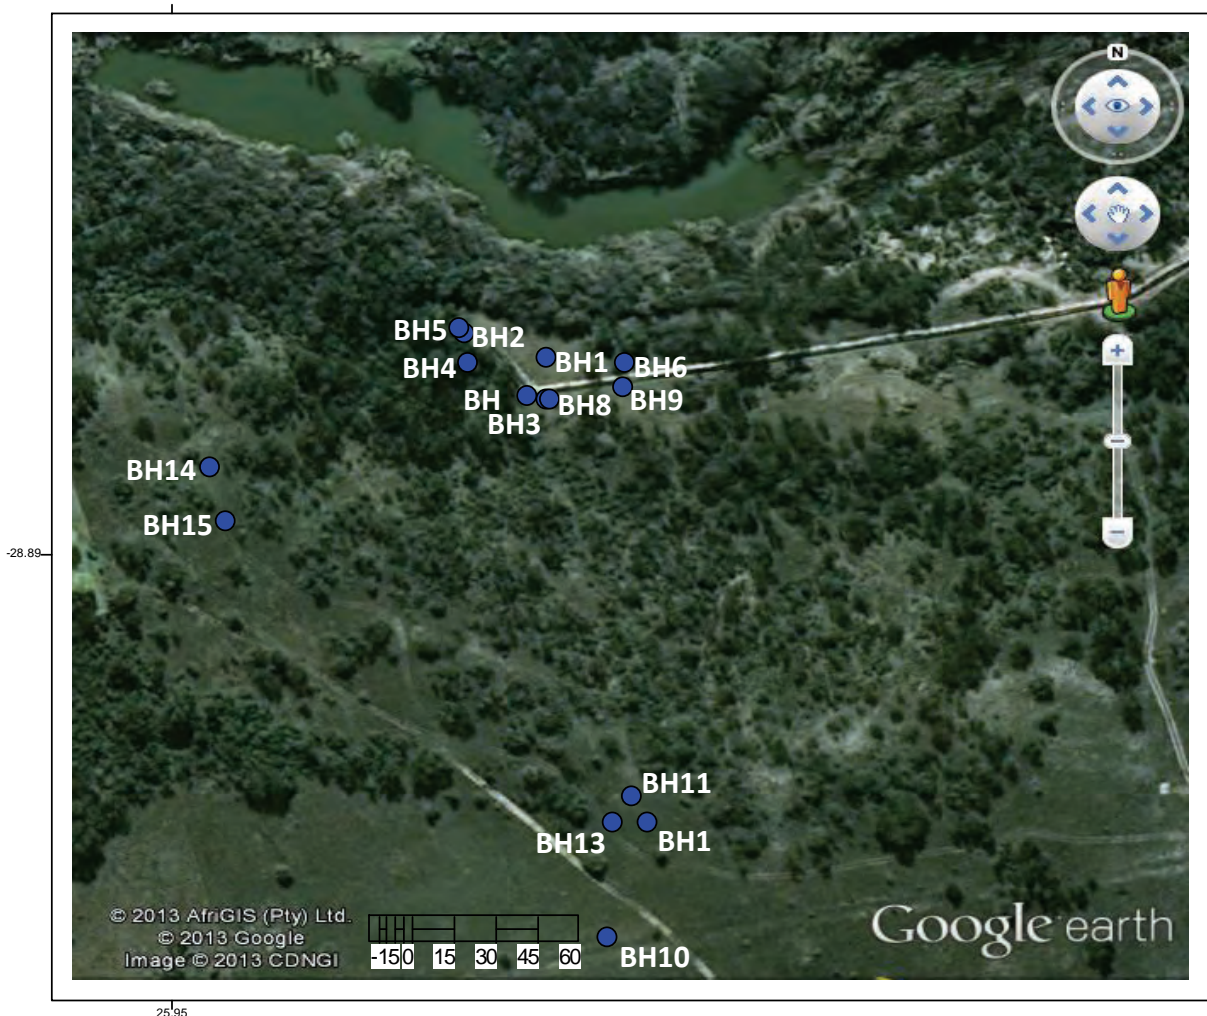 N
BH5
BH2
BH4
BH1
BH6
BH
BH3
BH8
BH9
BH14
BH15
-28.89
BH11
BH13
BH1
© 2013 AfriGIS (Pty) Ltd.
© 2013 Google
Image © 2013 CDNGI
-15 0 15 30 45 60
BH10
Google earth
25.95